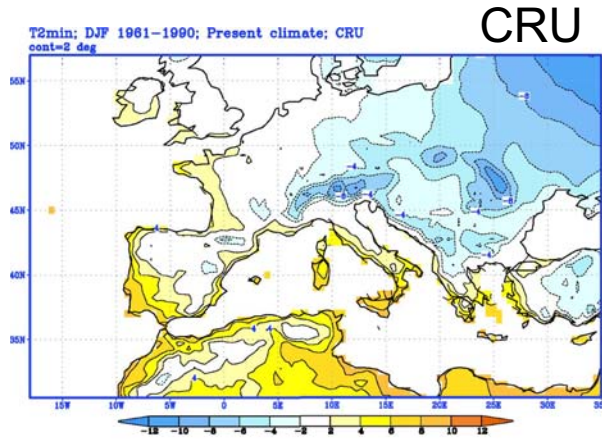 CRU
T2min; DJF 1961-1990; Present climate; CRU
cont=2 deg
55N
50N
45N
40N
35N
15W 10W 5W 0 5E 10E 15E 20E 25E 30E 35E
-12 -10 -8 -6 -4 -2 2 4 6 8 10 12